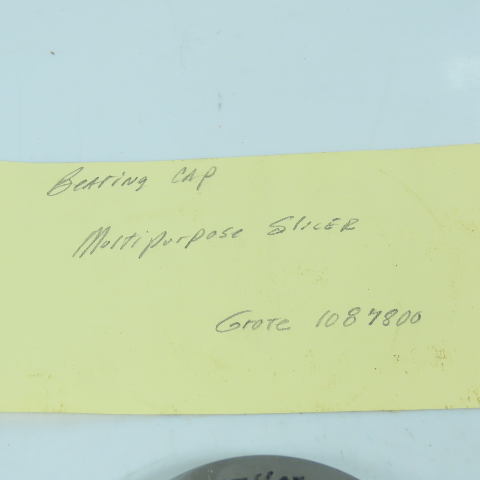 Bearing CAP
Multipurpose Slicer
Grote 1087800